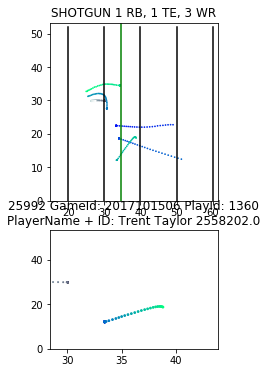 SHOTGUN 1 RB, 1 TE, 3 WR
50
40
30
20
10
0
20 30 40 50 60
25992 GameId: 2017101506 PlayId: 1360
PlayerName + ID: Trent Taylor 2558202.0
40
20
0
30 35 40